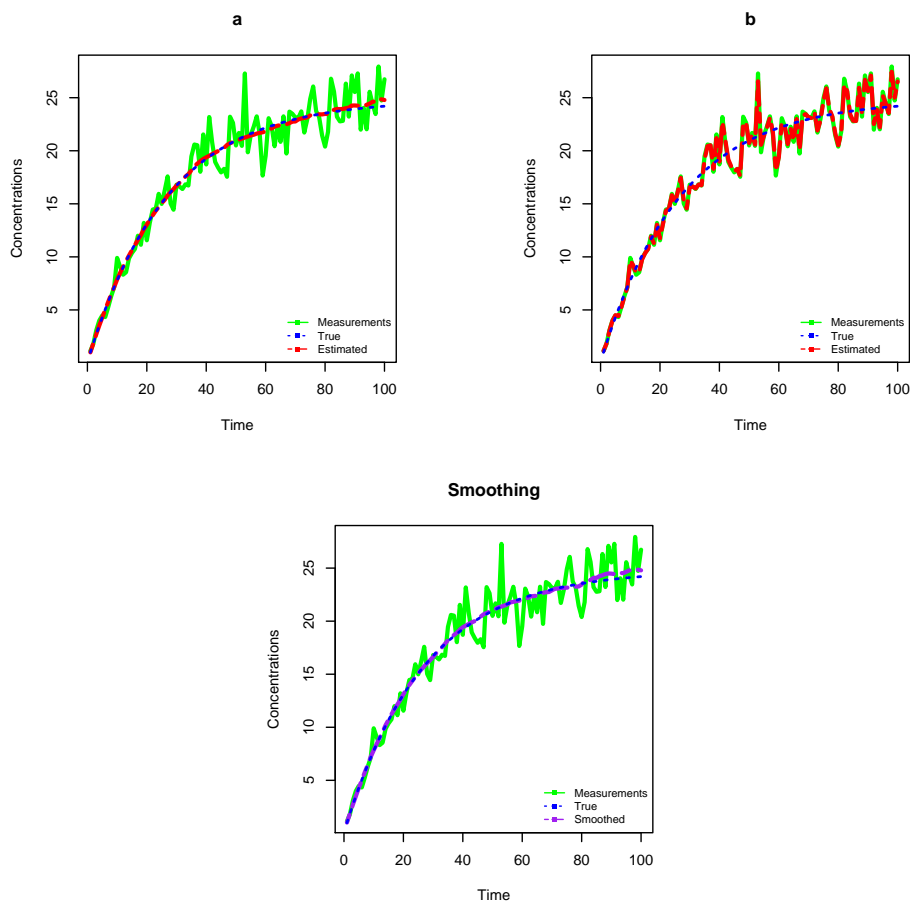 a
Concentrations
25
20
15
10
5
Measurements
True
Estimated
0 20 40 60 80 100
Time
b
Concentrations
25
20
15
10
5
Measurements
True
Estimated
0 20 40 60 80 100
Time
Smoothing
Concentrations
25
20
15
10
5
Measurements
True
Smoothed
0 20 40 60 80 100
Time